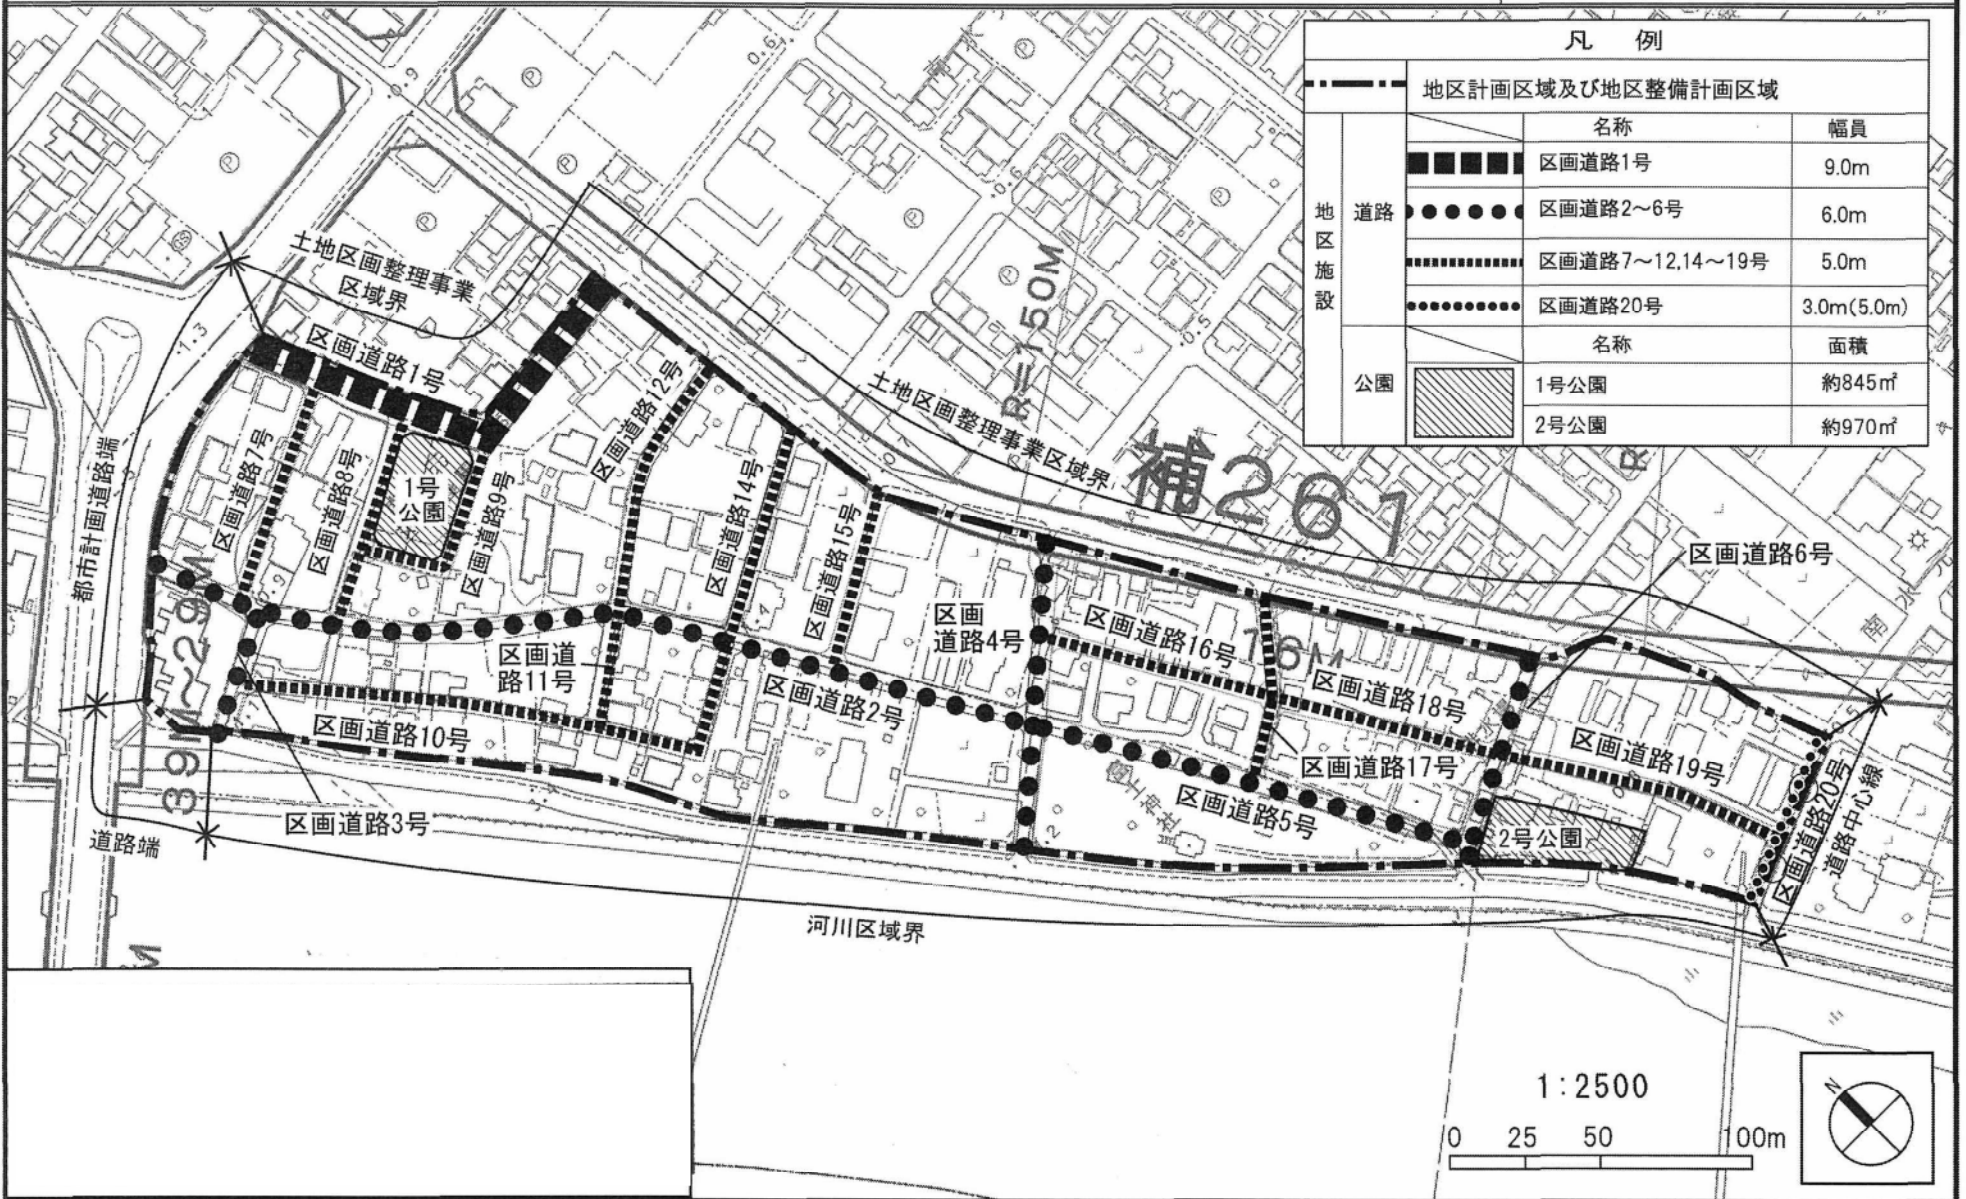 凡 例
地区計画区域及び地区整備計画区域
地区施設
道路
名称
幅員
区画道路1号
9.0m
区画道路2～6号
6.0m
区画道路7～12,14～19号
5.0m
区画道路20号
3.0m(5.0m)
公園
名称
面積
1号公園
約845㎡
2号公園
約970㎡
土地区画整理事業
区域界
区画道路1号
区画道路12号
土地区画整理事業区域界
R=150M
補261
都市計画道路端
区画道路7号
区画道路8号
1号
公園
区画道路9号
区画道路14号
区画道路15号
区画
道路4号
区画道路16号
16M
区画道路6号
区画道
路11号
区画道路2号
区画道路18号
区画道路10号
区画道路17号
区画道路19号
39M～29M
区画道路3号
区画道路5号
2号公園
区画道路20号
道路中心線
道路端
河川区域界
1:2500
0 25 50 100m
N